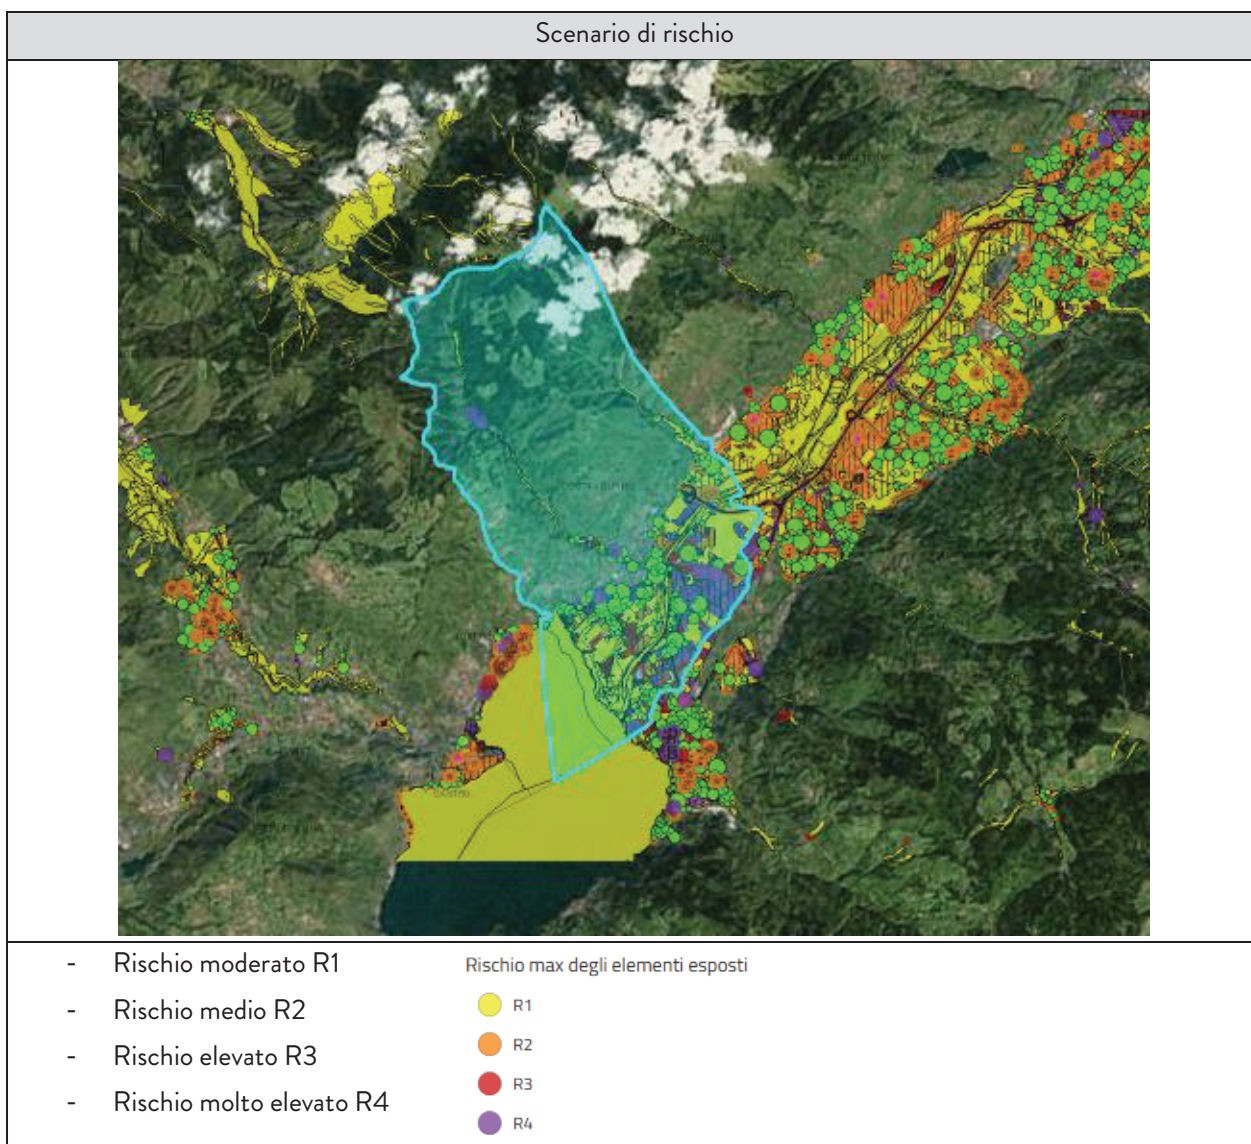 Scenario di rischio
CASTRO
- Rischio moderato R1
- Rischio medio R2
- Rischio elevato R3
- Rischio molto elevato R4
Rischio max degli elementi esposti
R1
R2
R3
R4